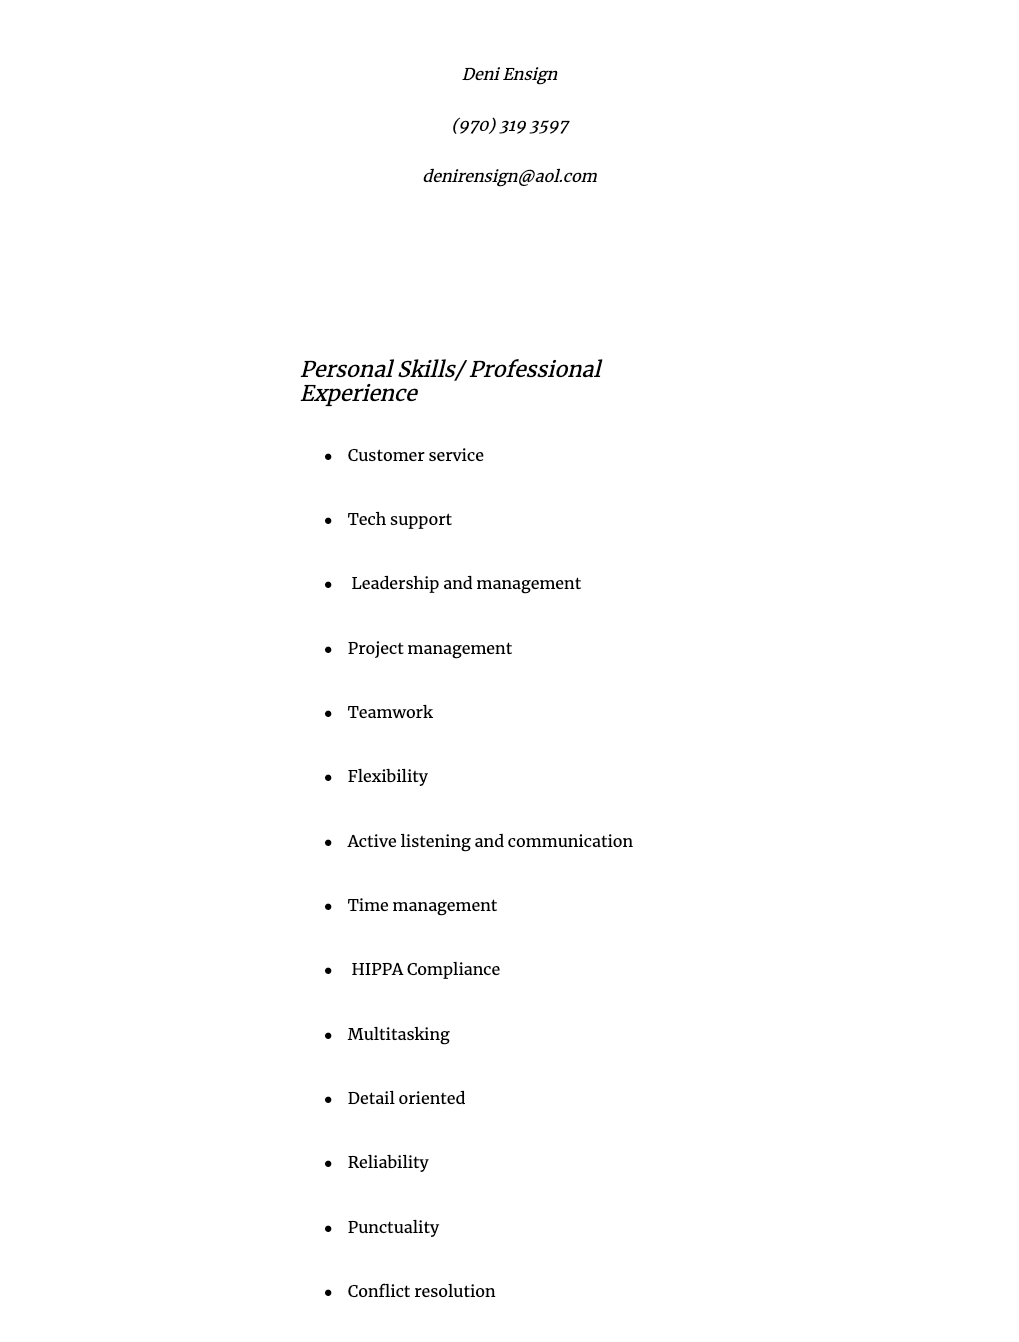 Deni Ensign
(970) 319 3597
denirensign@aol.com
Personal Skills/ Professional
Experience
● Customer service
● Tech support
● Leadership and management
● Project management
● Teamwork
● Flexibility
● Active listening and communication
● Time management
● HIPPA Compliance
● Multitasking
● Detail oriented
● Reliability
● Punctuality
● Conflict resolution